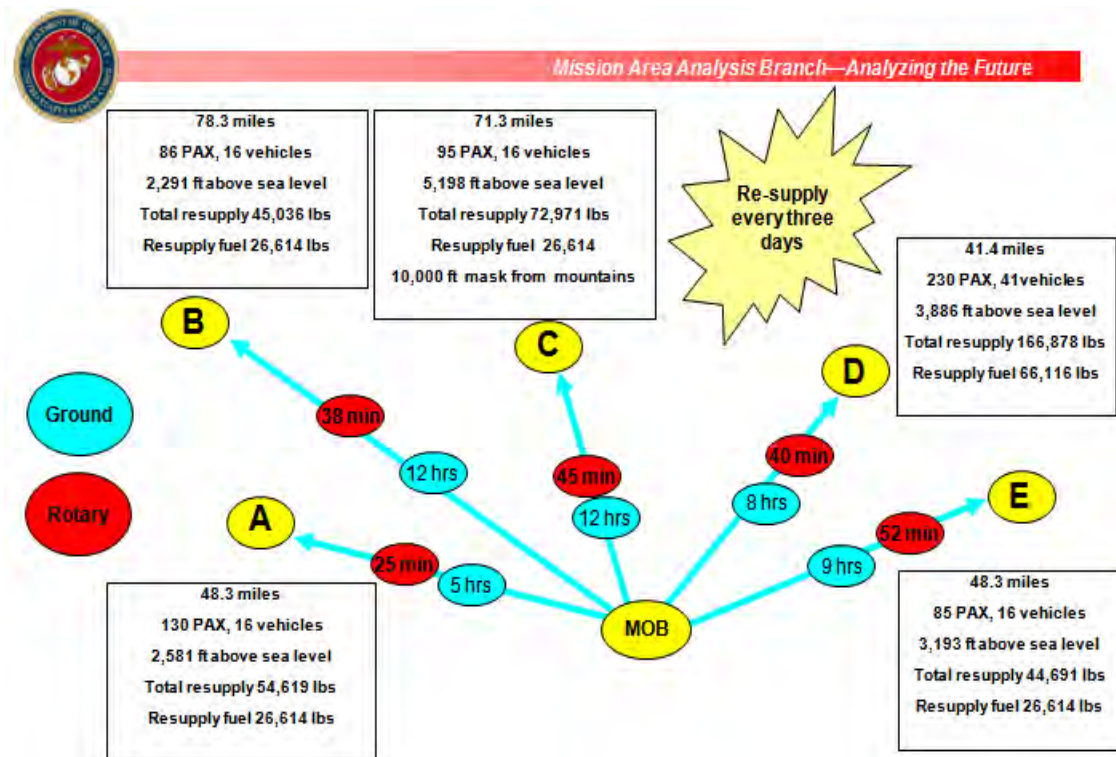 Mission Area Analysis Branch—Analyzing the Future
78.3 miles
86 PAX, 16 vehicles
2,291 ft above sea level
Total resupply 45,036 lbs
Resupply fuel 26,614 lbs
71.3 miles
95 PAX, 16 vehicles
5,198 ft above sea level
Total resupply 72,971 lbs
Resupply fuel 26,614
10,000 ft mask from mountains
Re-supply
every three
days
41.4 miles
230 PAX, 41vehicles
3,886 ft above sea level
Total resupply 166,878 lbs
Resupply fuel 66,116 lbs
B
C
D
Ground
38 min
12 hrs
45 min
12 hrs
40 min
8 hrs
Rotary
A
E
25 min
5 hrs
52 min
9 hrs
MOB
48.3 miles
130 PAX, 16 vehicles
2,581 ft above sea level
Total resupply 54,619 lbs
Resupply fuel 26,614 lbs
48.3 miles
85 PAX, 16 vehicles
3,193 ft above sea level
Total resupply 44,691 lbs
Resupply fuel 26,614 lbs